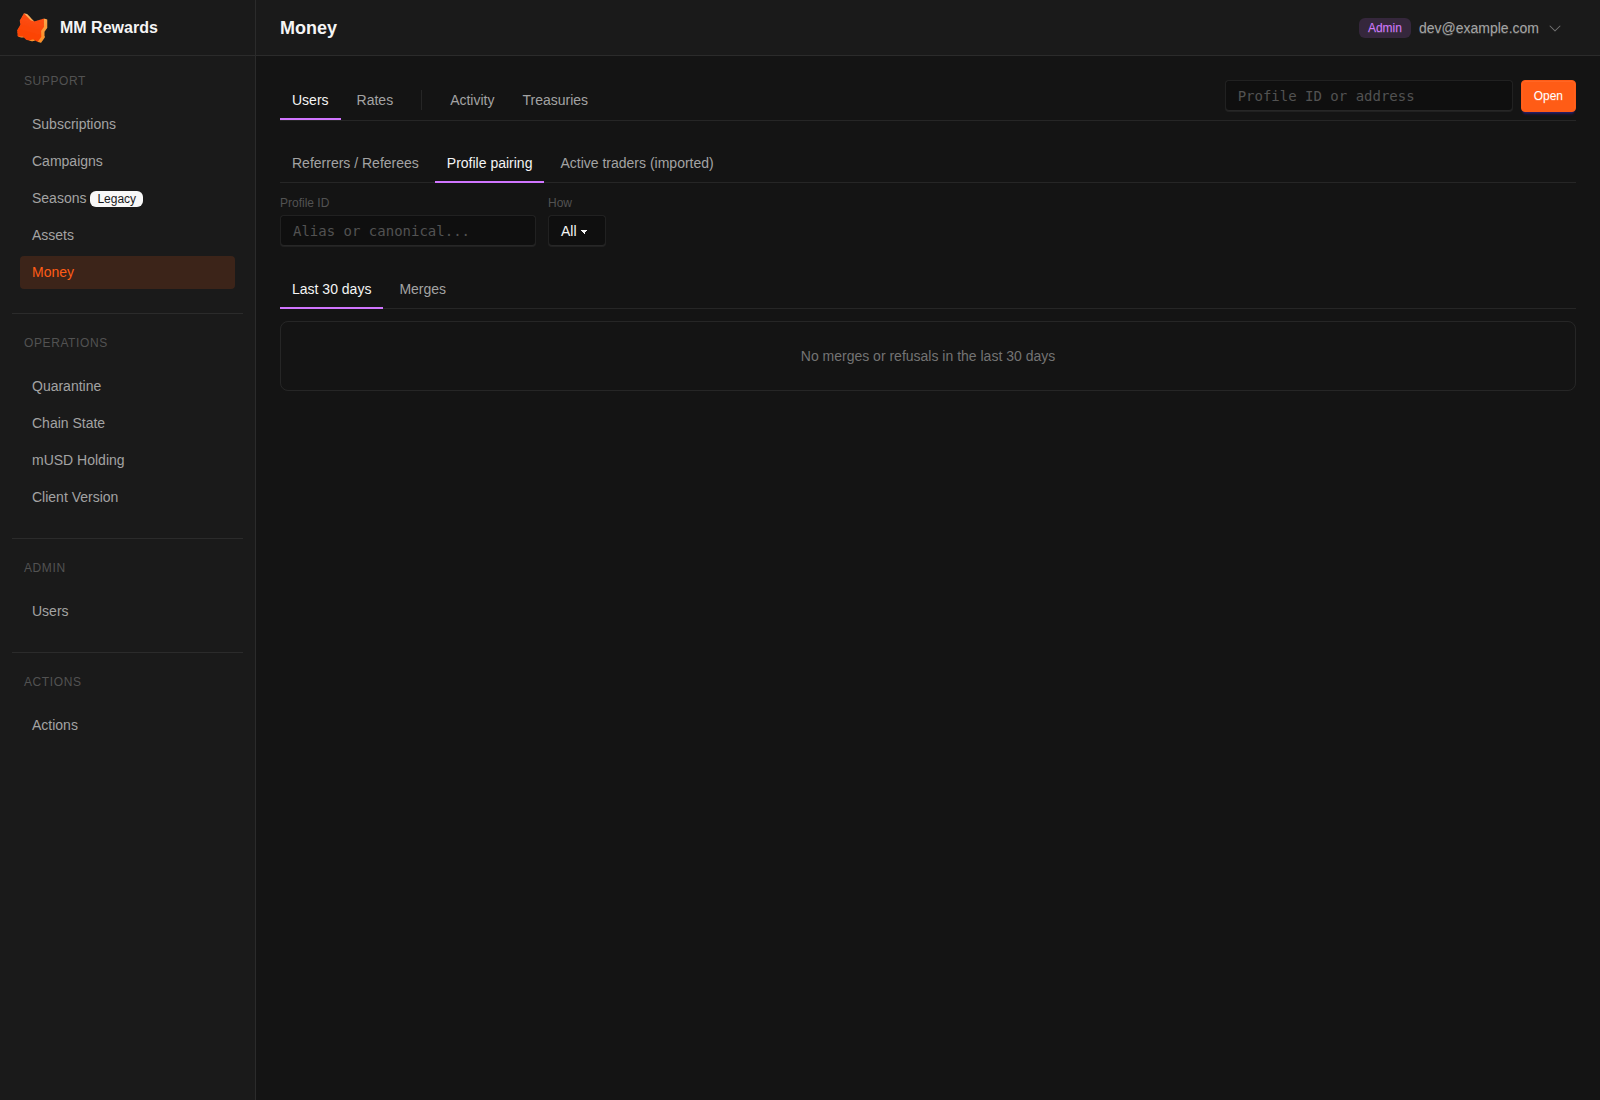 MM Rewards
Money
Admin dev@example.com
SUPPORT
Subscriptions
Campaigns
Seasons Legacy
Assets
Money
OPERATIONS
Quarantine
Chain State
mUSD Holding
Client Version
ADMIN
Users
ACTIONS
Actions
Users Rates Activity Treasuries
Profile ID or address Open
Referrers / Referees Profile pairing Active traders (imported)
Profile ID How
Alias or canonical... All
Last 30 days Merges
No merges or refusals in the last 30 days